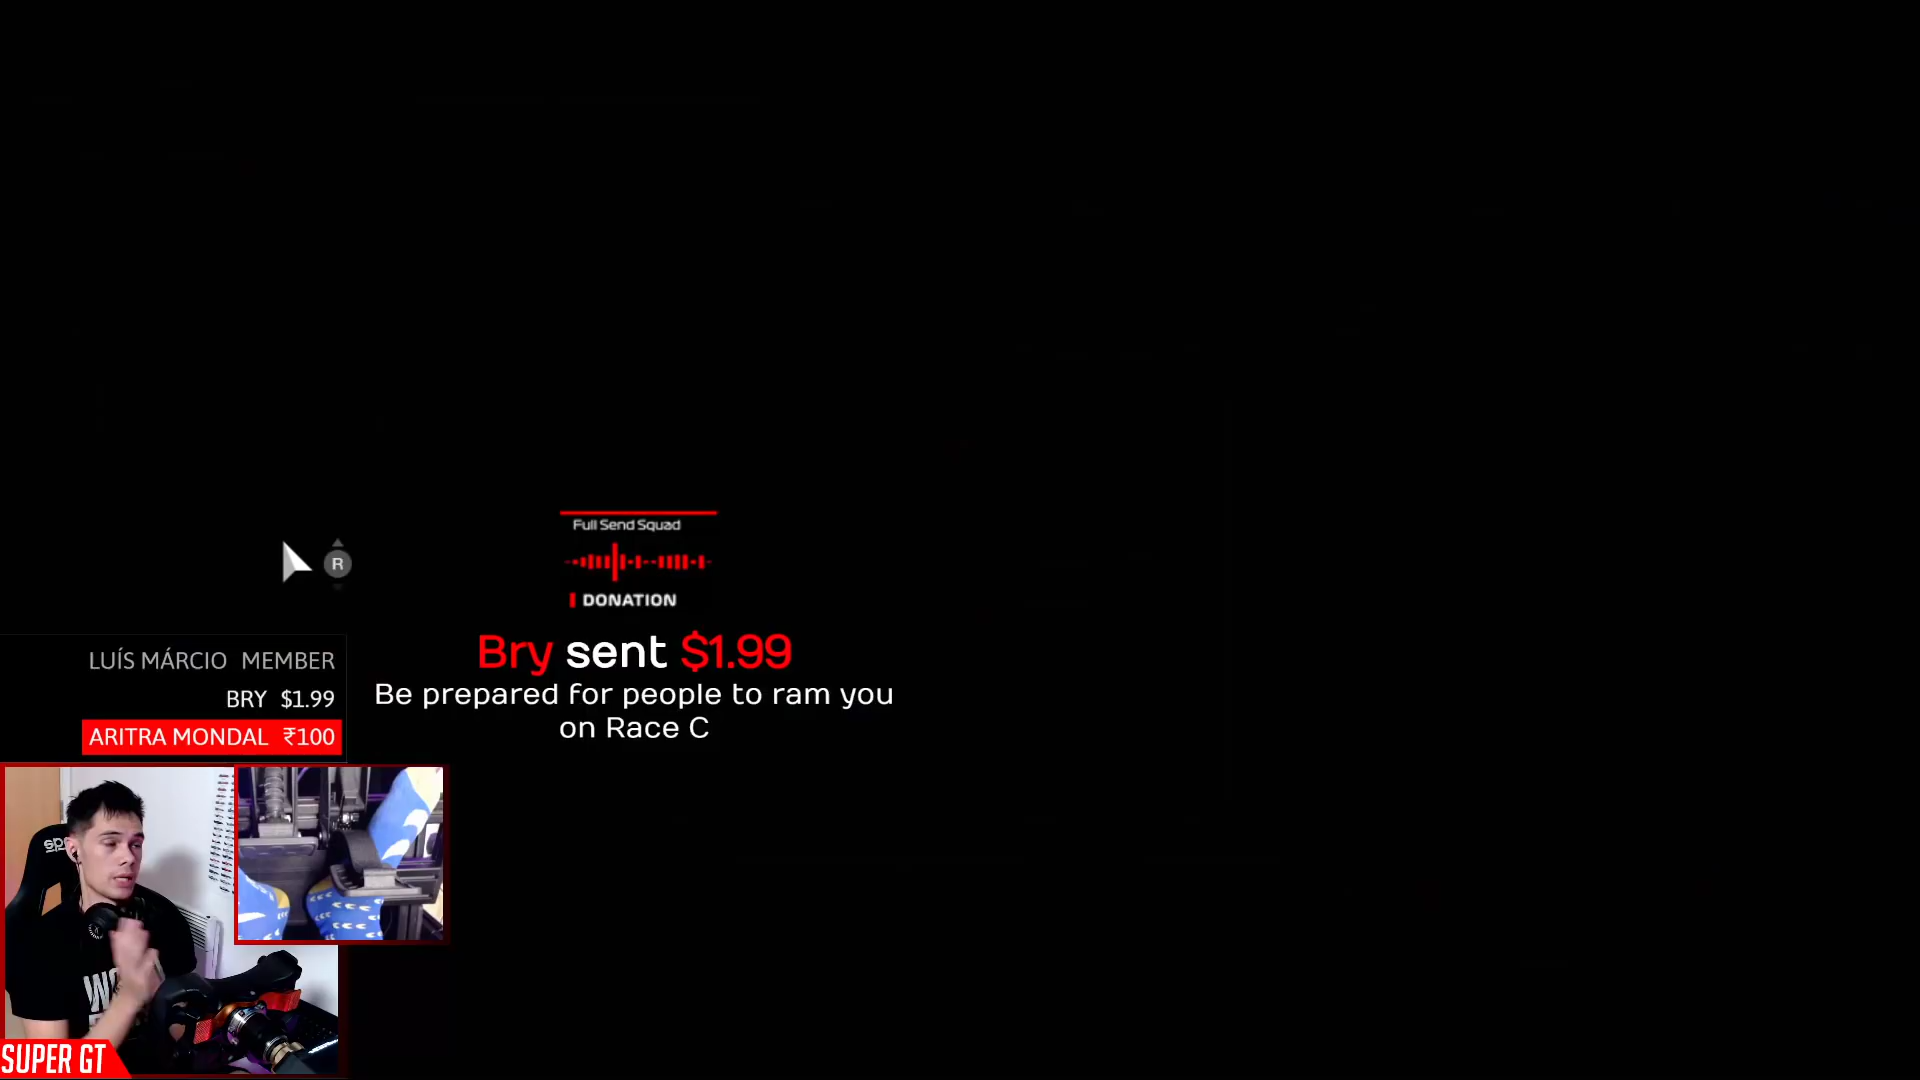 Full Send Squad
R
DONATION
Bry sent $1.99
Be prepared for people to ram you
on Race C
LUÍS MÁRCIO MEMBER
BRY $1.99
ARITRA MONDAL ₹100
SUPER GT